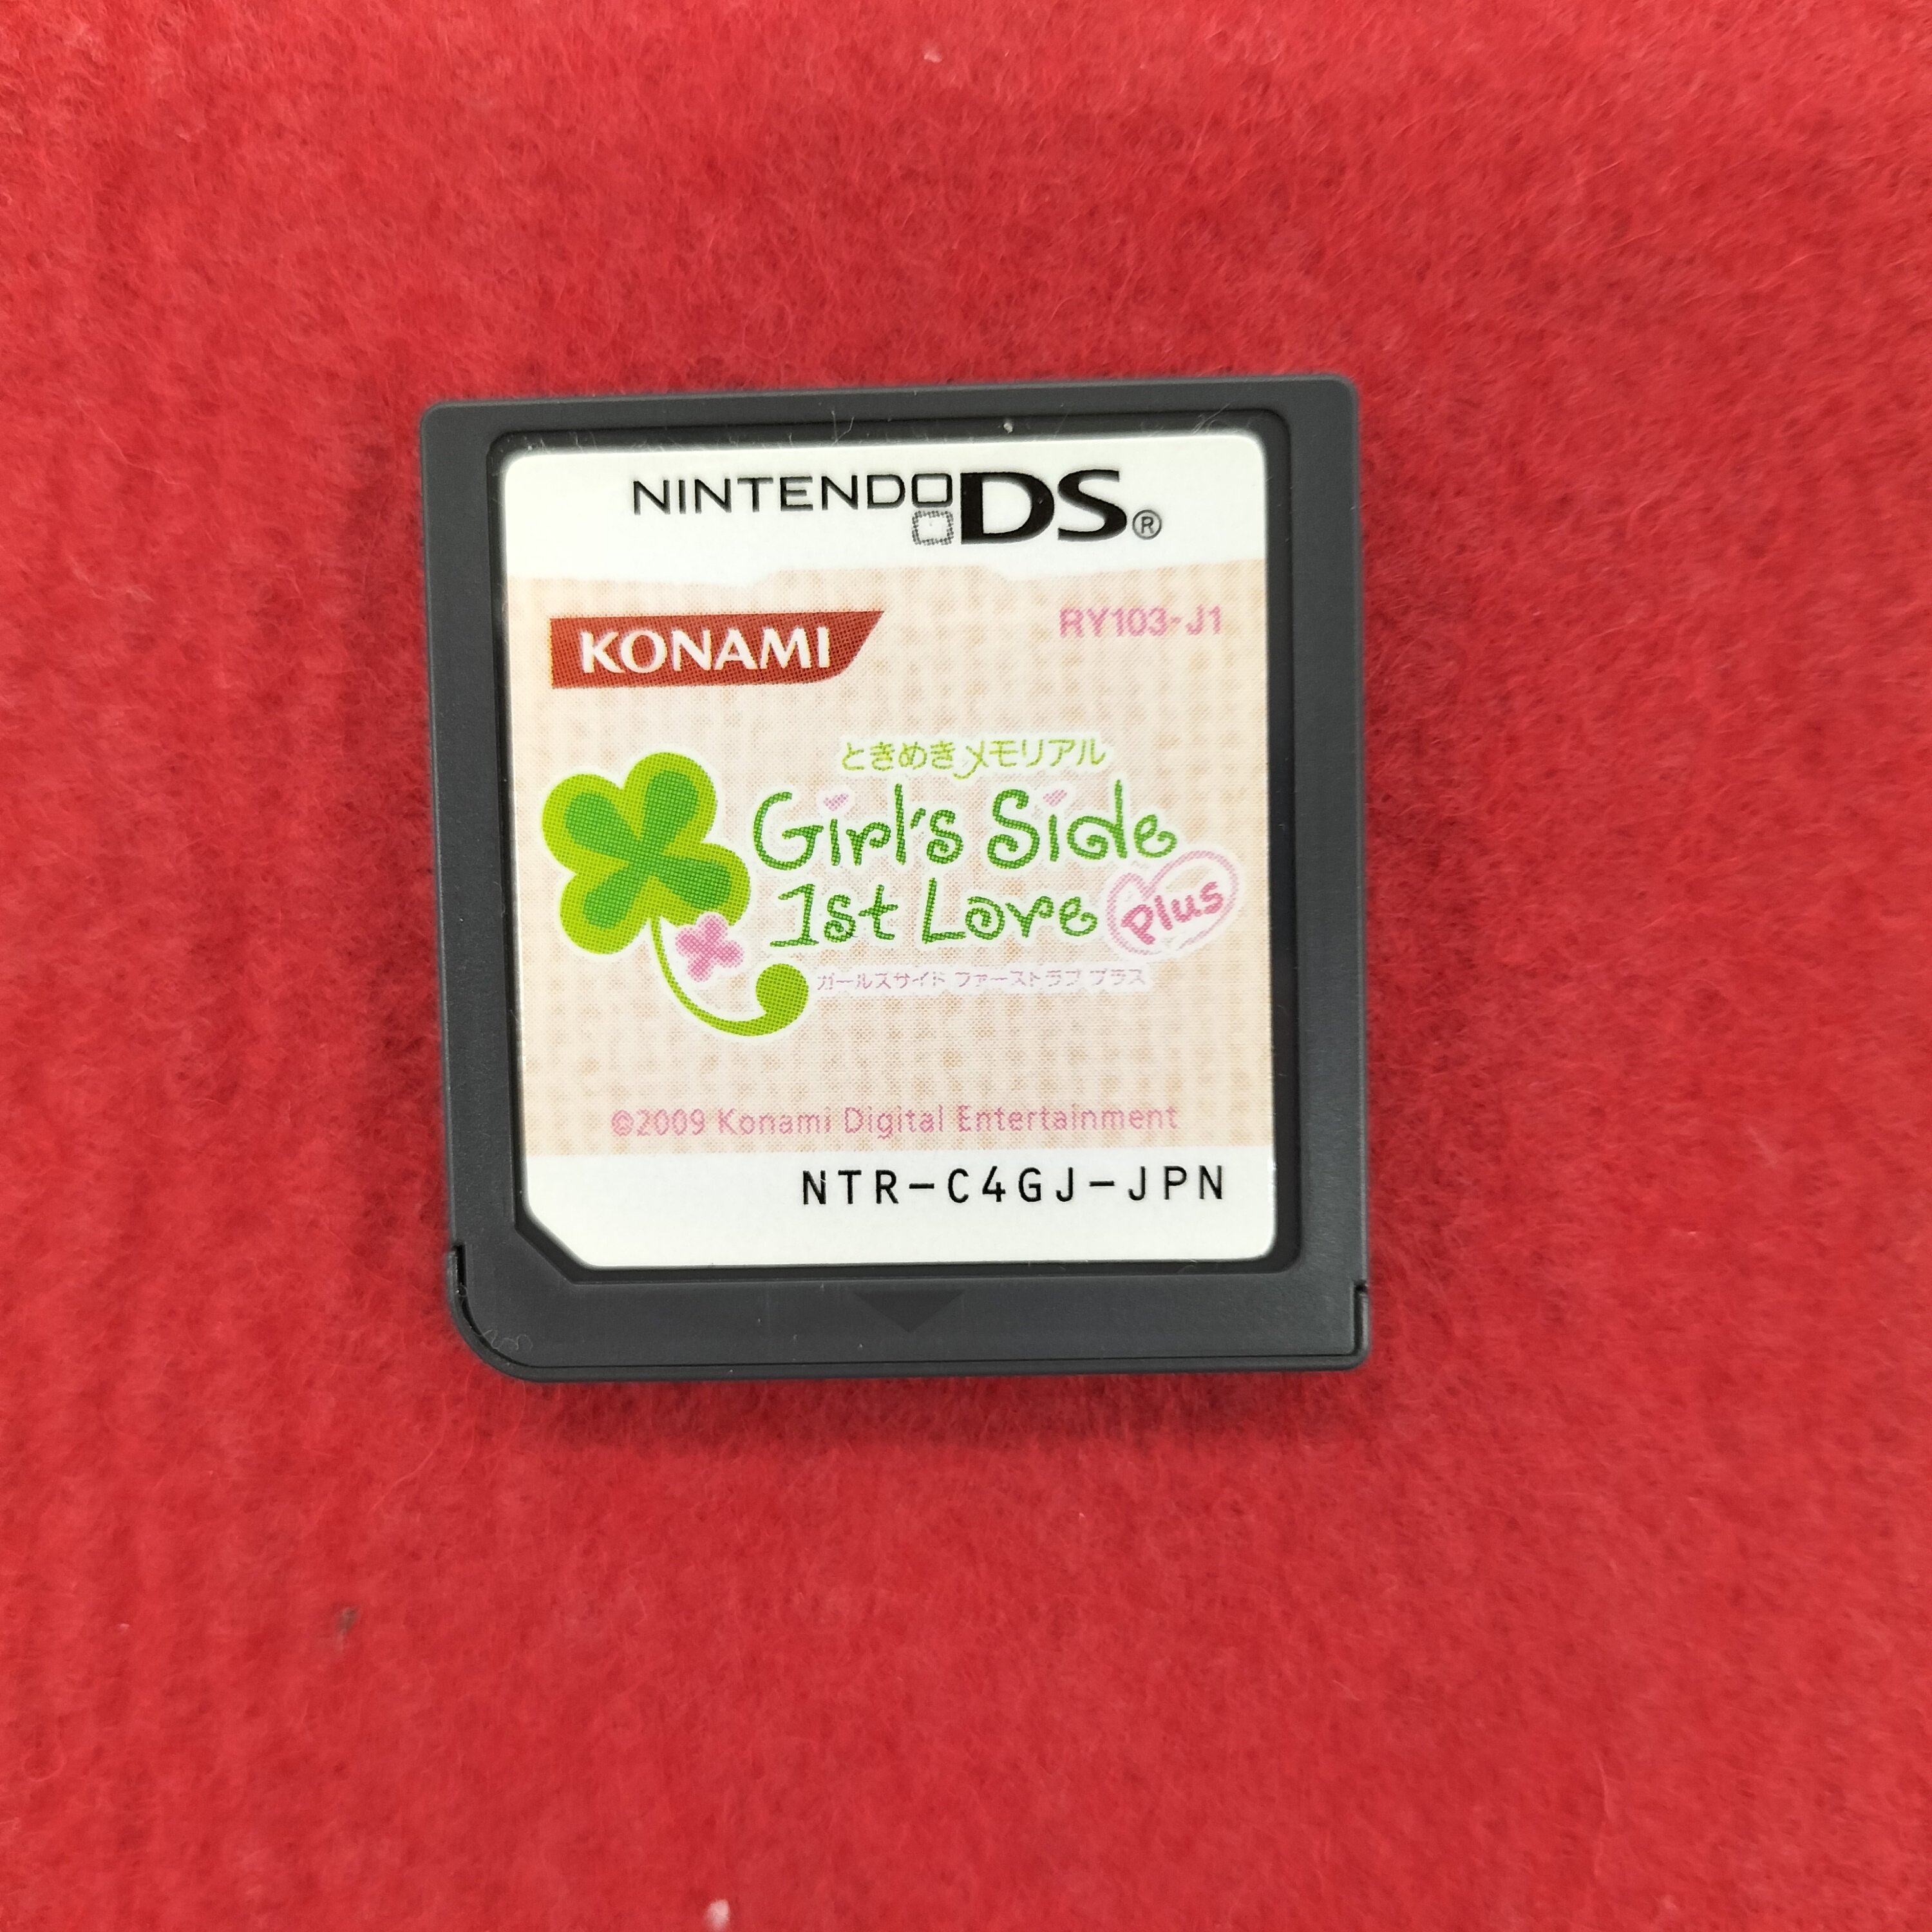 NINTENDO DS®
KONAMI
RY103-J1
ときめきメモリアル
Girl's Side
1st Love Plus
ガールズサイド ファーストラブ プラス
©2009 Konami Digital Entertainment
NTR-C4GJ-JPN